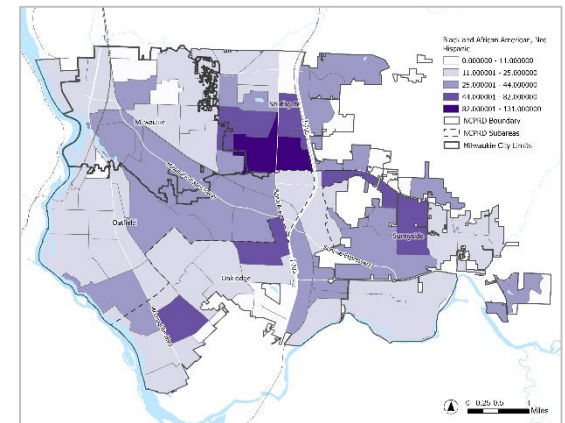 Black and African American, Not
Hispanic
0.000000 - 11.000000
11.000001 - 25.000000
25.000001 - 44.000000
44.000001 - 82.000000
82.000001 - 131.000000
NCPRD Boundary
NCPRD Subareas
Milwaukie City Limits
Milwaukie
I-205
Oatfield
Sunnyside
Oak Lodge
I-205
0 0.25 0.5 1
Miles